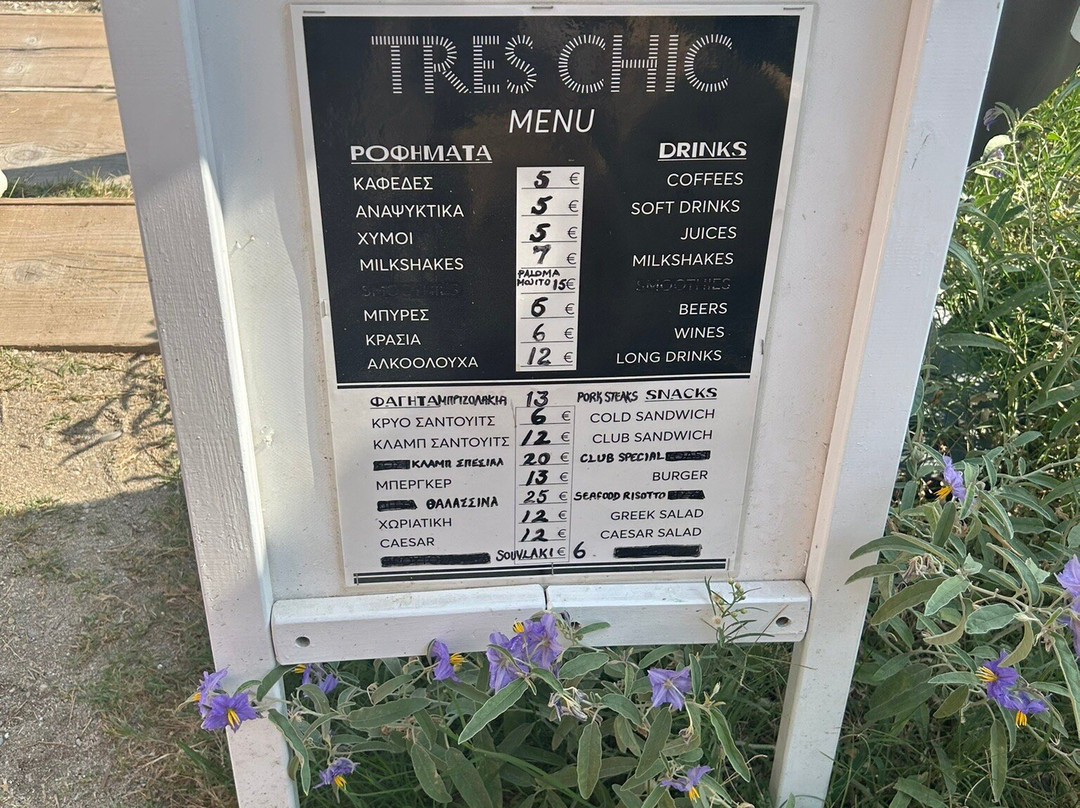 TRES CHIC
MENU
ΡΟΦΗΜΑΤΑ DRINKS
ΚΑΦΕΔΕΣ 5 € COFFEES
ΑΝΑΨΥΚΤΙΚΑ 5 € SOFT DRINKS
ΧΥΜΟΙ 5 € JUICES
MILKSHAKES 7 € MILKSHAKES
SMOOTHIES PALOMA MOJITO 15€ SMOOTHIES
ΜΠΥΡΕΣ 6 € BEERS
ΚΡΑΣΙΑ 6 € WINES
ΑΛΚΟΟΛΟΥΧΑ 12 € LONG DRINKS
ΦΑΓΗΤΑ ΜΠΡΙΖΟΛΑΚΙΑ 13 PORK STEAKS SNACKS
ΚΡΥΟ ΣΑΝΤΟΥΙΤΣ 6 € COLD SANDWICH
ΚΛΑΜΠ ΣΑΝΤΟΥΙΤΣ 12 € CLUB SANDWICH
ΚΛΑΜΠ ΣΠΕΣΙΑΛ 20 € CLUB SPECIAL
ΜΠΕΡΓΚΕΡ 13 € BURGER
ΘΑΛΑΣΣΙΝΑ 25 € SEAFOOD RISOTTO
ΧΩΡΙΑΤΙΚΗ 12 € GREEK SALAD
CAESAR 12 € CAESAR SALAD
SOUVLAKI € 6